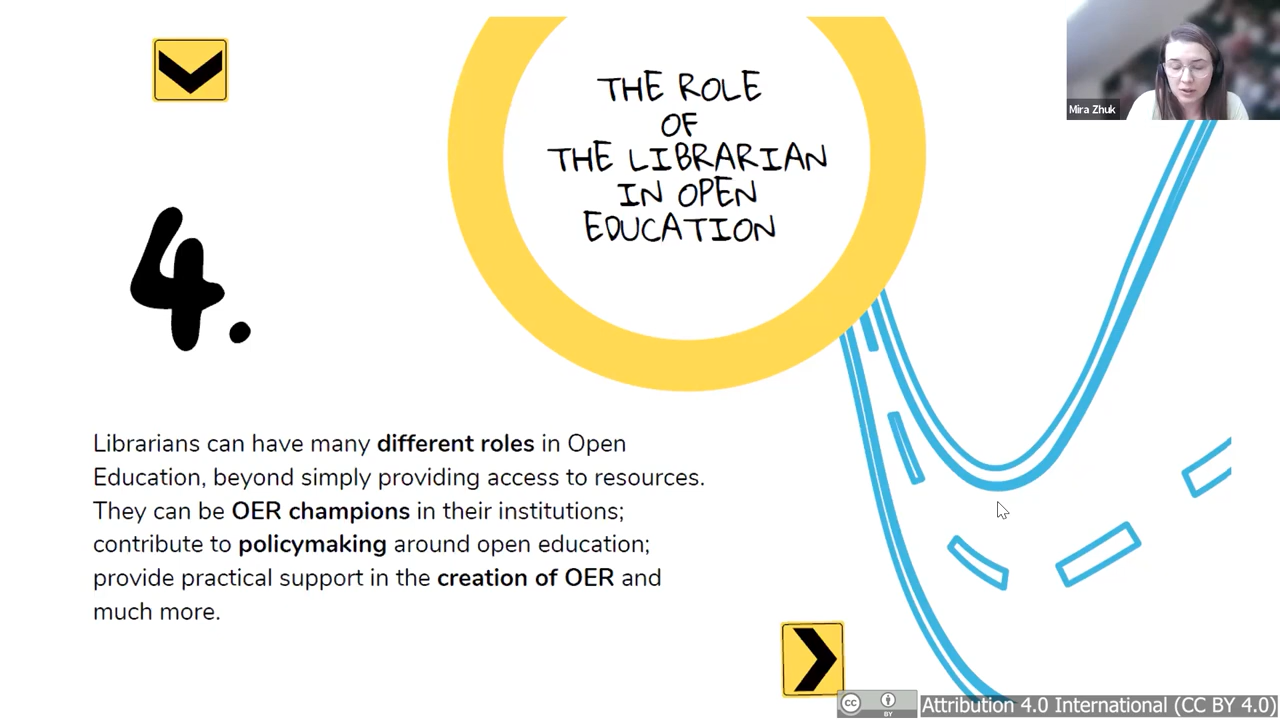 THE ROLE
OF
THE LIBRARIAN
IN OPEN
EDUCATION
Mira Zhuk
4.
Librarians can have many different roles in Open
Education, beyond simply providing access to resources.
They can be OER champions in their institutions;
contribute to policymaking around open education;
provide practical support in the creation of OER and
much more.
cc BY Attribution 4.0 International (CC BY 4.0)